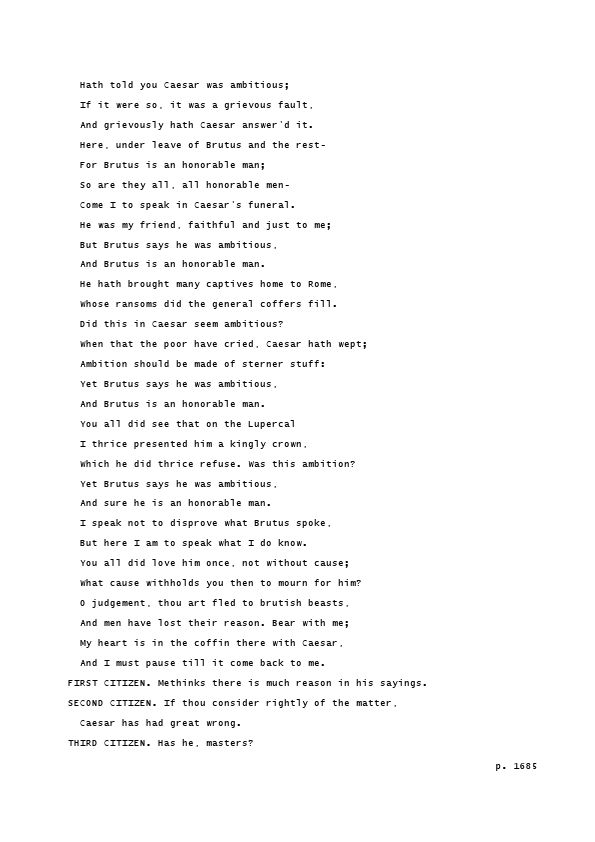 Hath told you Caesar was ambitious;
If it were so, it was a grievous fault,
And grievously hath Caesar answer'd it.
Here, under leave of Brutus and the rest-
For Brutus is an honorable man;
So are they all, all honorable men-
Come I to speak in Caesar's funeral.
He was my friend, faithful and just to me;
But Brutus says he was ambitious,
And Brutus is an honorable man.
He hath brought many captives home to Rome,
Whose ransoms did the general coffers fill.
Did this in Caesar seem ambitious?
When that the poor have cried, Caesar hath wept;
Ambition should be made of sterner stuff:
Yet Brutus says he was ambitious,
And Brutus is an honorable man.
You all did see that on the Lupercal
I thrice presented him a kingly crown,
Which he did thrice refuse. Was this ambition?
Yet Brutus says he was ambitious,
And sure he is an honorable man.
I speak not to disprove what Brutus spoke,
But here I am to speak what I do know.
You all did love him once, not without cause;
What cause withholds you then to mourn for him?
O judgement, thou art fled to brutish beasts,
And men have lost their reason. Bear with me;
My heart is in the coffin there with Caesar,
And I must pause till it come back to me.
FIRST CITIZEN. Methinks there is much reason in his sayings.
SECOND CITIZEN. If thou consider rightly of the matter,
Caesar has had great wrong.
THIRD CITIZEN. Has he, masters?
p. 1685